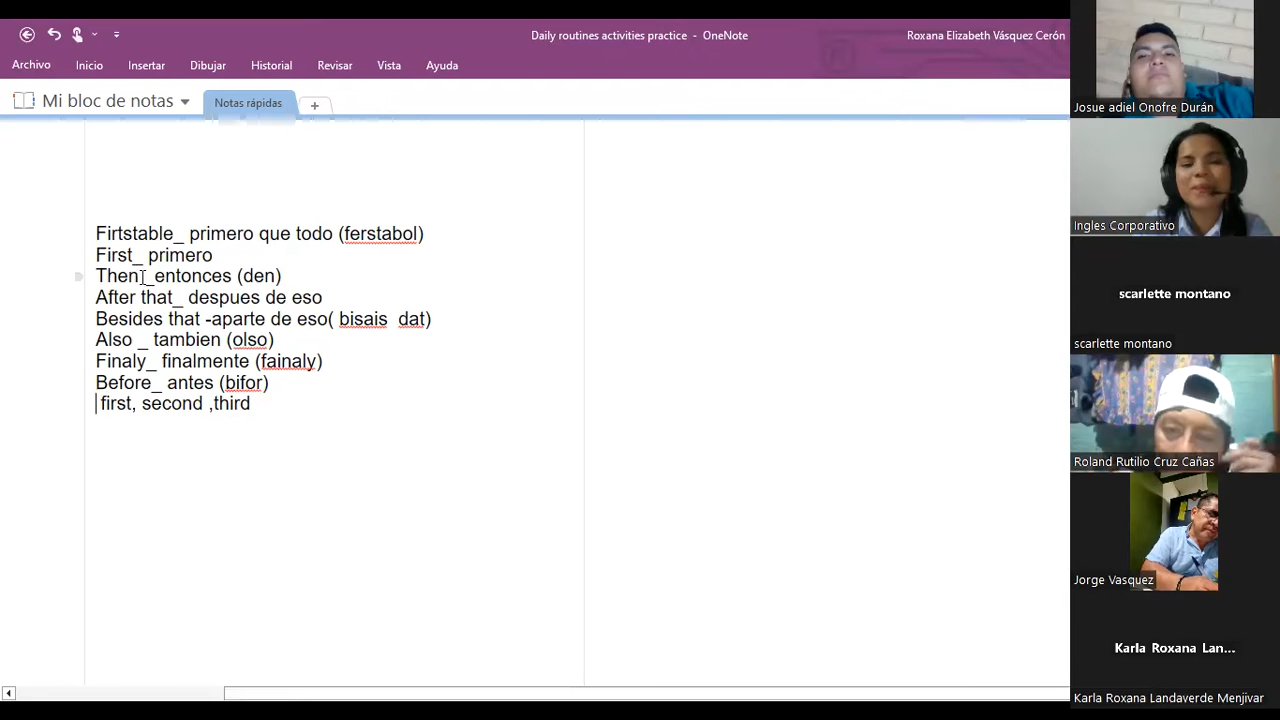 Daily routines activities practice - OneNote
Roxana Elizabeth Vásquez Cerón
Archivo Inicio Insertar Dibujar Historial Revisar Vista Ayuda
Mi bloc de notas
Notas rápidas
+
Firtstable_ primero que todo (ferstabol)
First_ primero
Then_entonces (den)
After that_ despues de eso
Besides that -aparte de eso( bisais dat)
Also _ tambien (olso)
Finaly_ finalmente (fainaly)
Before_ antes (bifor)
first, second ,third
Josue adiel Onofre Durán
Ingles Corporativo
scarlette montano
scarlette montano
Roland Rutilio Cruz Cañas
Jorge Vasquez
Karla Roxana Lan...
Karla Roxana Landaverde Menjivar